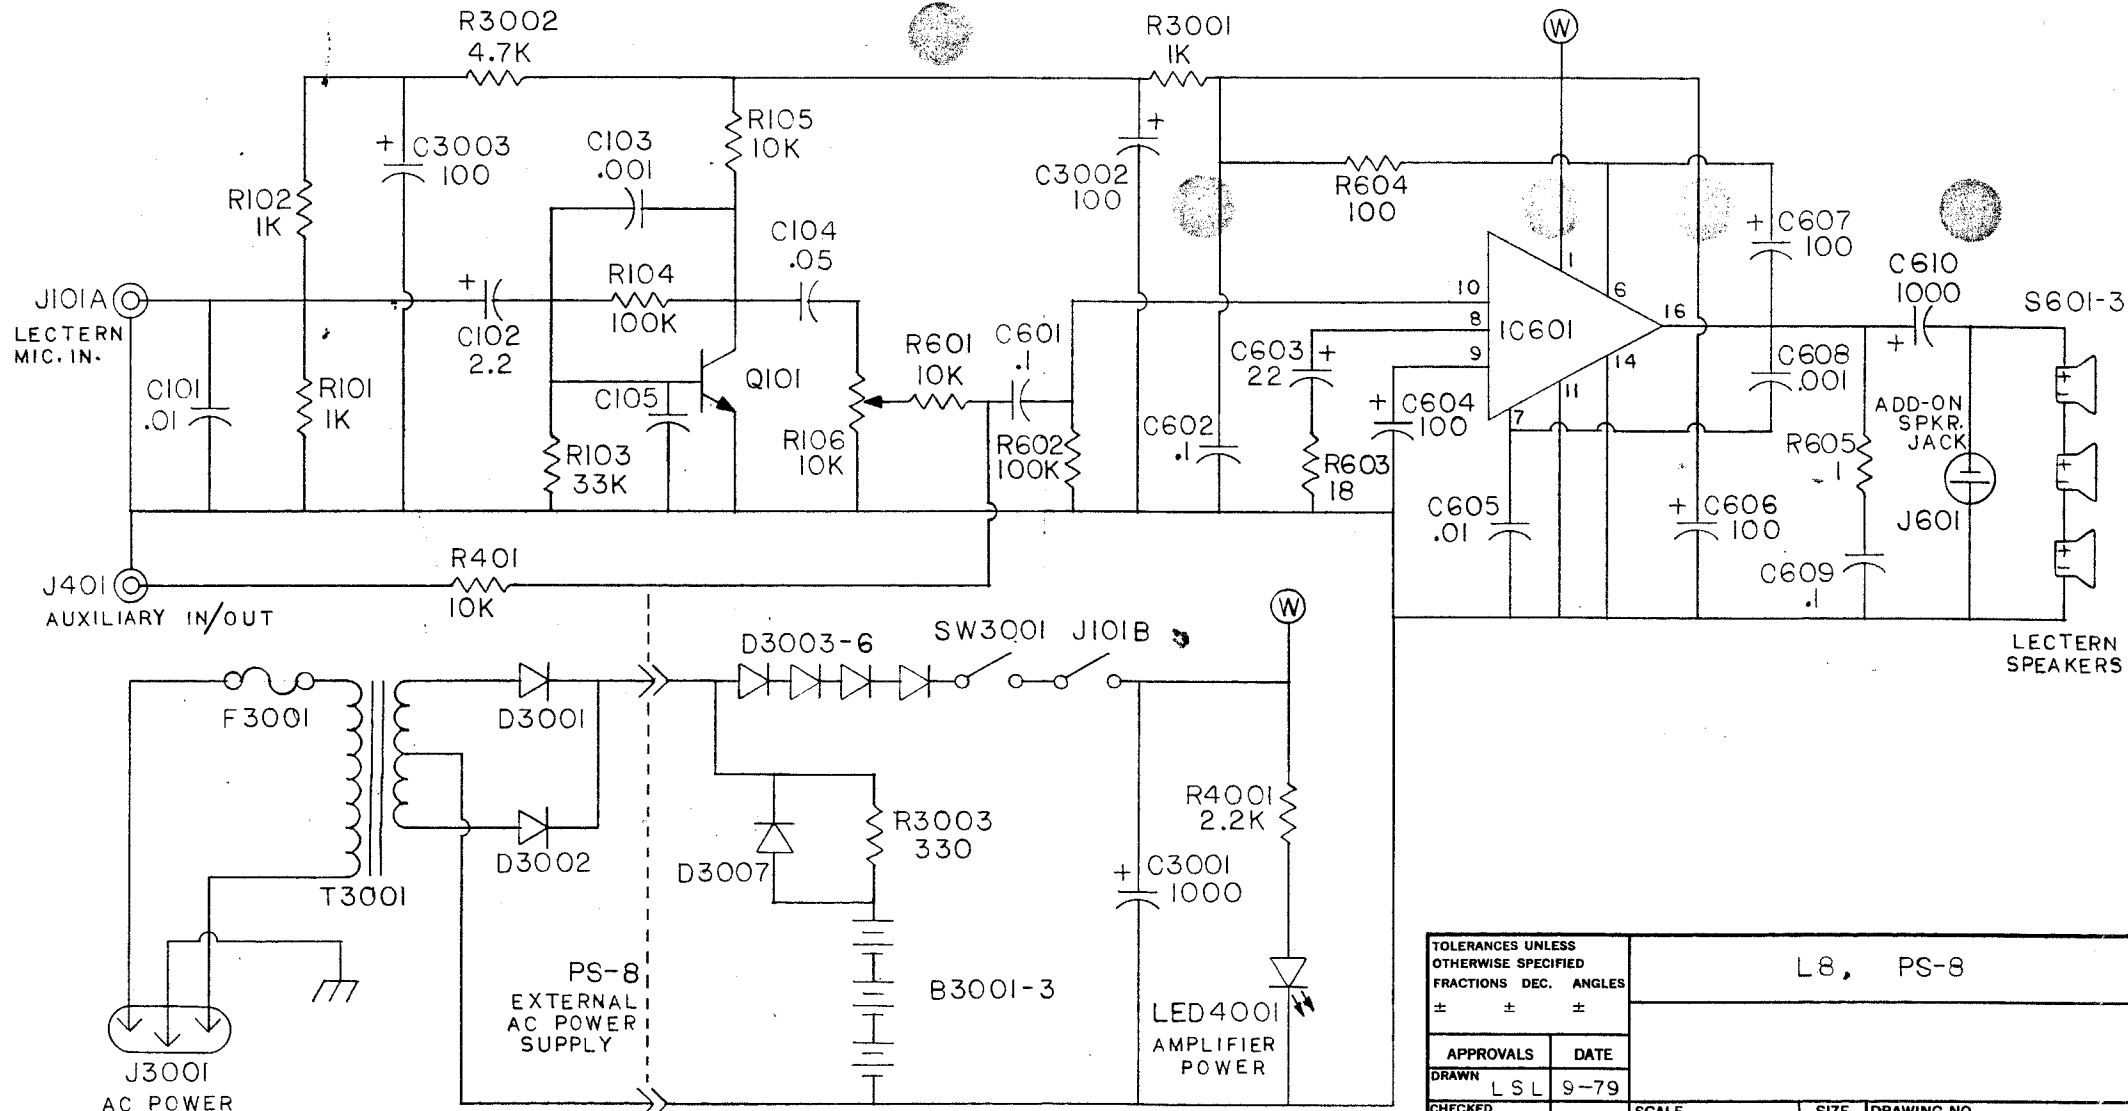 R3002
4.7K
R3001
1K
W
R105
10K
C103
.001
+ C3003
100
R102
1K
C3002
100
+
R604
100
+ C607
100
C104
.05
C610
1000
+
S601-3
J101A
LECTERN
MIC. IN.
+
C102
2.2
R104
100K
10
8
9
1
6
16
14
11
7
IC601
C101
.01
R101
1K
C105
Q101
R601
10K
C601
.1
C603 +
22
+ C604
100
C608
.001
ADD-ON
SPKR.
JACK
R103
33K
R106
10K
R602
100K
C602
.1
R603
18
R605
1
C605
.01
+ C606
100
J601
C609
.1
+
-
+
-
+
-
LECTERN
SPEAKERS
J401
AUXILIARY IN/OUT
R401
10K
F3001
T3001
D3001
D3002
D3003-6
SW3001
J101B
W
D3007
R3003
330
R4001
2.2K
+ C3001
1000
B3001-3
LED4001
AMPLIFIER
POWER
PS-8
EXTERNAL
AC POWER
SUPPLY
J3001
AC POWER
TOLERANCES UNLESS
OTHERWISE SPECIFIED
FRACTIONS DEC. ANGLES
± ± ±
L8, PS-8
APPROVALS DATE
DRAWN LSL 9-79
CHECKED
SCALE SIZE DRAWING NO.